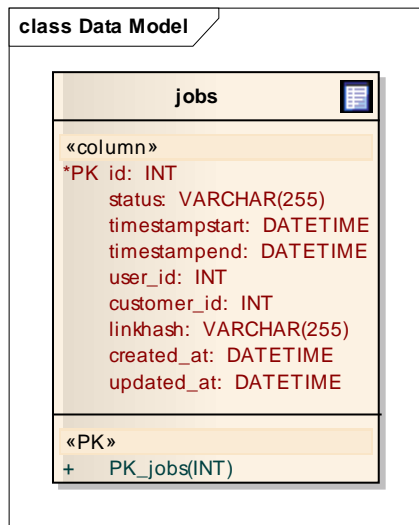 class Data Model
jobs
«column»
*PK id: INT
status: VARCHAR(255)
timestampstart: DATETIME
timestampend: DATETIME
user_id: INT
customer_id: INT
linkhash: VARCHAR(255)
created_at: DATETIME
updated_at: DATETIME
«PK»
+ PK_jobs(INT)